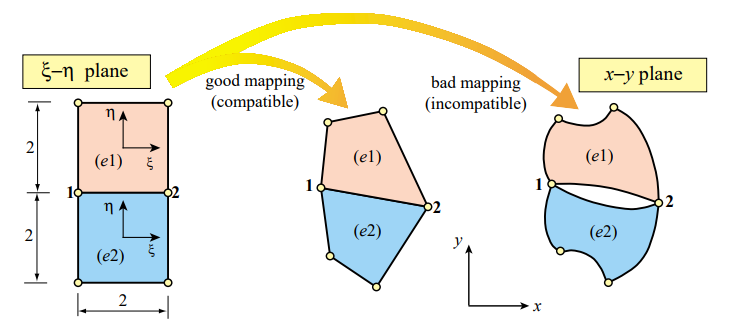 ξ–η plane
good mapping
(compatible)
bad mapping
(incompatible)
x–y plane
2
η
(e1)
ξ
1
2
2
η
(e2)
ξ
2
(e1)
1
2
(e2)
y
x
(e1)
1
2
(e2)